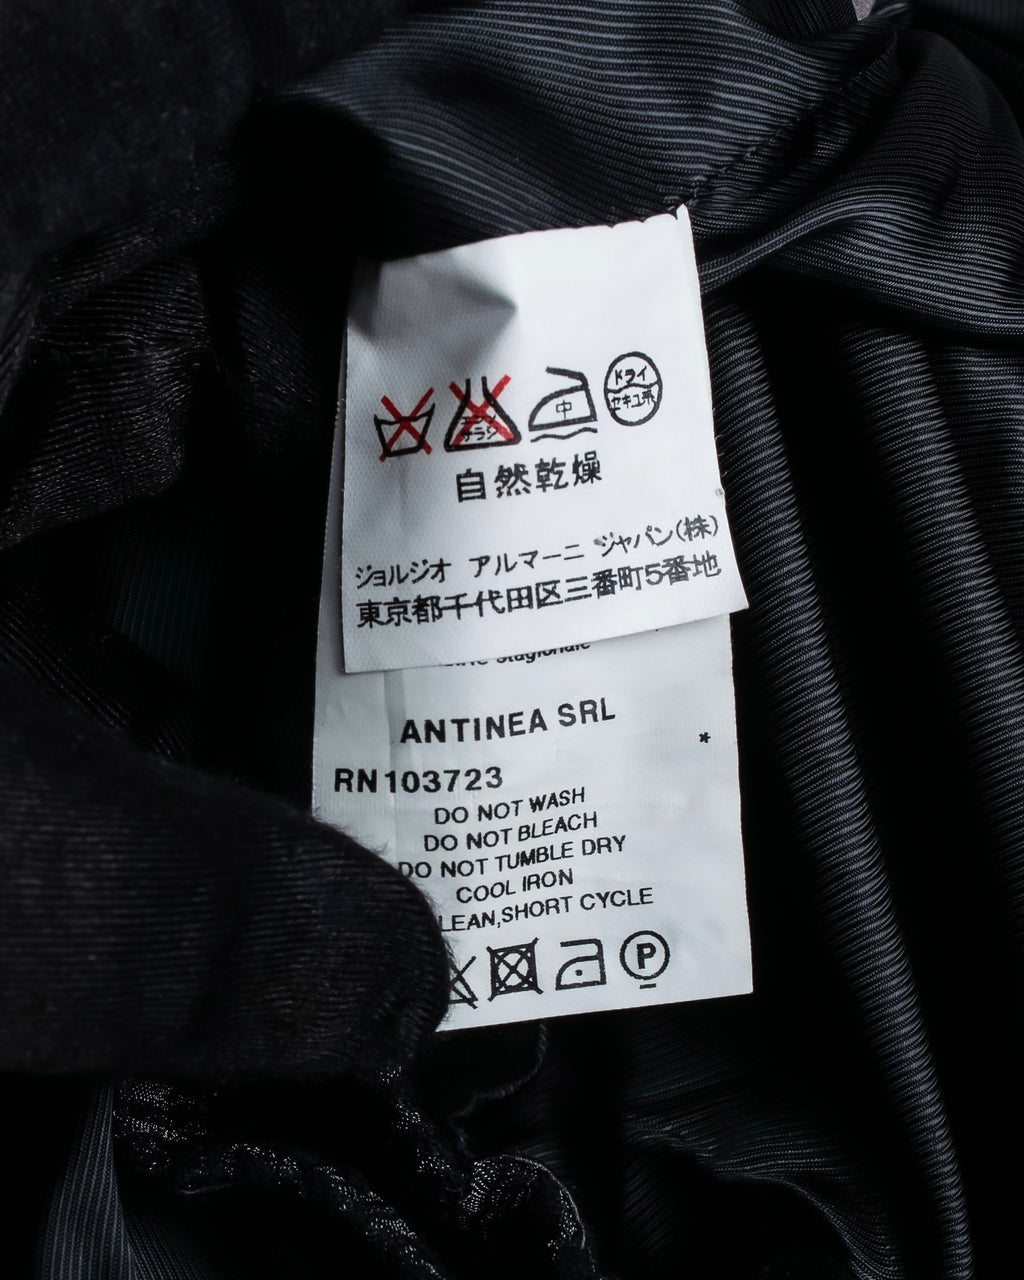 中
ドライ
セキユ系
自然乾燥
ジョルジオ アルマーニ ジャパン(株)
東京都千代田区三番町5番地
stagionale
ANTINEA SRL
*
RN103723
DO NOT WASH
DO NOT BLEACH
DO NOT TUMBLE DRY
COOL IRON
LEAN,SHORT CYCLE
P